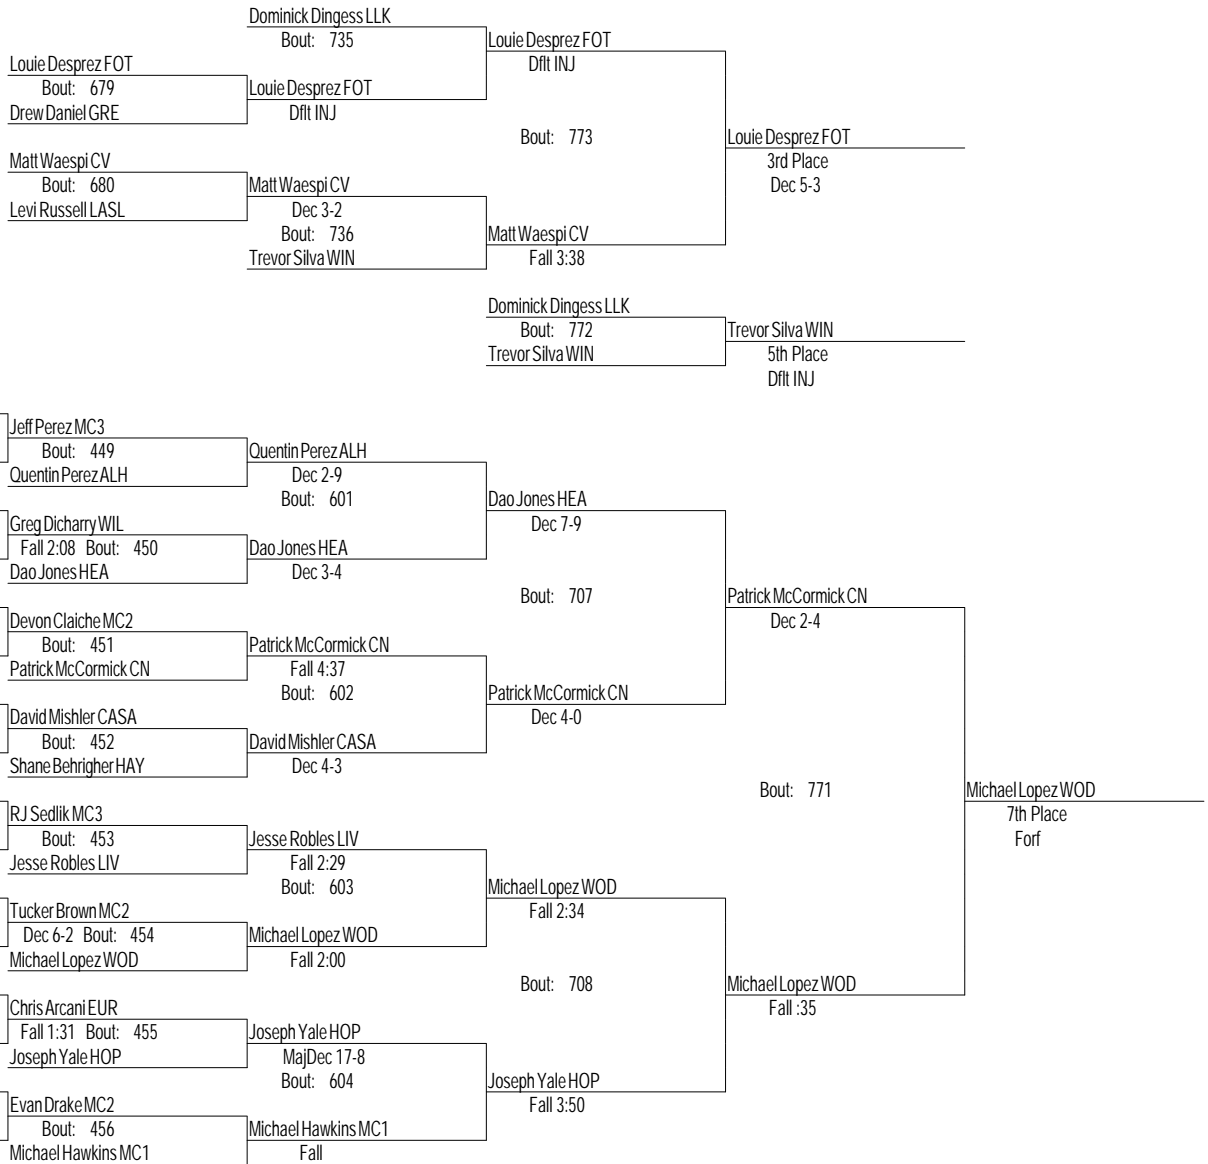 Dominick Dingess LLK
Bout: 735
Louie Desprez FOT
Dflt INJ
Louie Desprez FOT
Bout: 679
Louie Desprez FOT
Drew Daniel GRE
Dflt INJ
Bout: 773
Louie Desprez FOT
3rd Place
Dec 5-3
Matt Waespi CV
Bout: 680
Matt Waespi CV
Levi Russell LASL
Dec 3-2
Bout: 736
Matt Waespi CV
Trevor Silva WIN
Fall 3:38
Dominick Dingess LLK
Bout: 772
Trevor Silva WIN
Trevor Silva WIN
5th Place
Dflt INJ
Jeff Perez MC3
Bout: 449
Quentin Perez ALH
Quentin Perez ALH
Dec 2-9
Bout: 601
Dao Jones HEA
Dec 7-9
Greg Dicharry WIL
Fall 2:08 Bout: 450
Dao Jones HEA
Dao Jones HEA
Dec 3-4
Bout: 707
Patrick McCormick CN
Dec 2-4
Devon Claiche MC2
Bout: 451
Patrick McCormick CN
Patrick McCormick CN
Fall 4:37
Bout: 602
Patrick McCormick CN
Dec 4-0
David Mishler CASA
Bout: 452
David Mishler CASA
Shane Behrigher HAY
Dec 4-3
Bout: 771
Michael Lopez WOD
7th Place
Forf
RJ Sedlik MC3
Bout: 453
Jesse Robles LIV
Jesse Robles LIV
Fall 2:29
Bout: 603
Michael Lopez WOD
Fall 2:34
Tucker Brown MC2
Dec 6-2 Bout: 454
Michael Lopez WOD
Michael Lopez WOD
Fall 2:00
Bout: 708
Michael Lopez WOD
Fall :35
Chris Arcani EUR
Fall 1:31 Bout: 455
Joseph Yale HOP
Joseph Yale HOP
MajDec 17-8
Bout: 604
Joseph Yale HOP
Fall 3:50
Evan Drake MC2
Bout: 456
Michael Hawkins MC1
Michael Hawkins MC1
Fall